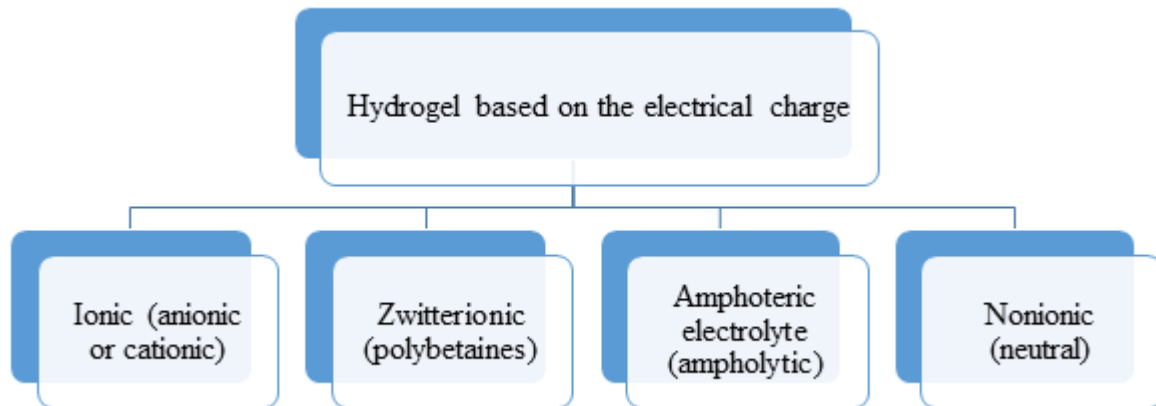 Hydrogel based on the electrical charge
Ionic (anionic
or cationic)
Zwitterionic
(polybetaines)
Amphoteric
electrolyte
(ampholytic)
Nonionic
(neutral)